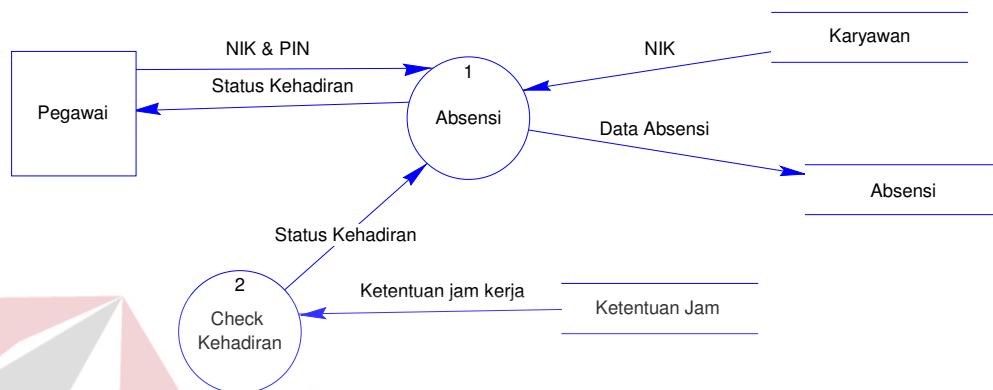 Pegawai
NIK & PIN
Status Kehadiran
1
Absensi
NIK
Karyawan
Data Absensi
Absensi
Status Kehadiran
2
Check
Kehadiran
Ketentuan jam kerja
Ketentuan Jam